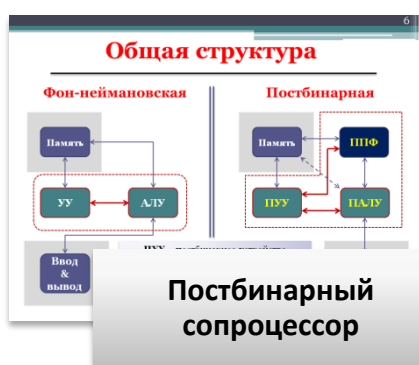 6
Общая структура
Фон-неймановская
Постбинарная
Память
Память
ППФ
УУ
АЛУ
ПУУ
ПАЛУ
Ввод
&
вывод
Постбинарный
сопроцессор